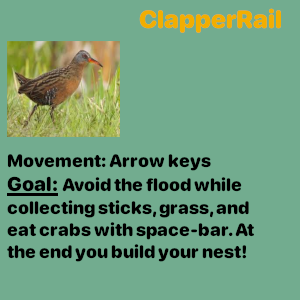 ClapperRail
Movement: Arrow keys
Goal: Avoid the flood while
collecting sticks, grass, and
eat crabs with space-bar. At
the end you build your nest!